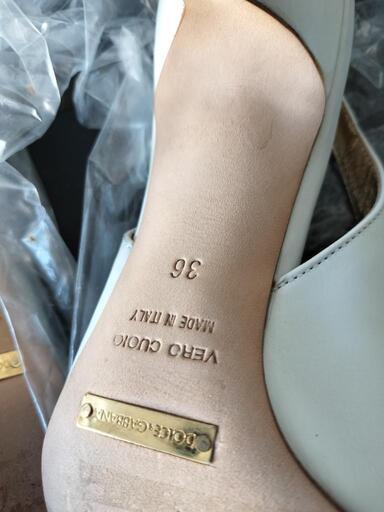 36
MADE IN ITALY
VERO CUOIO
DOLCE & GABBANA